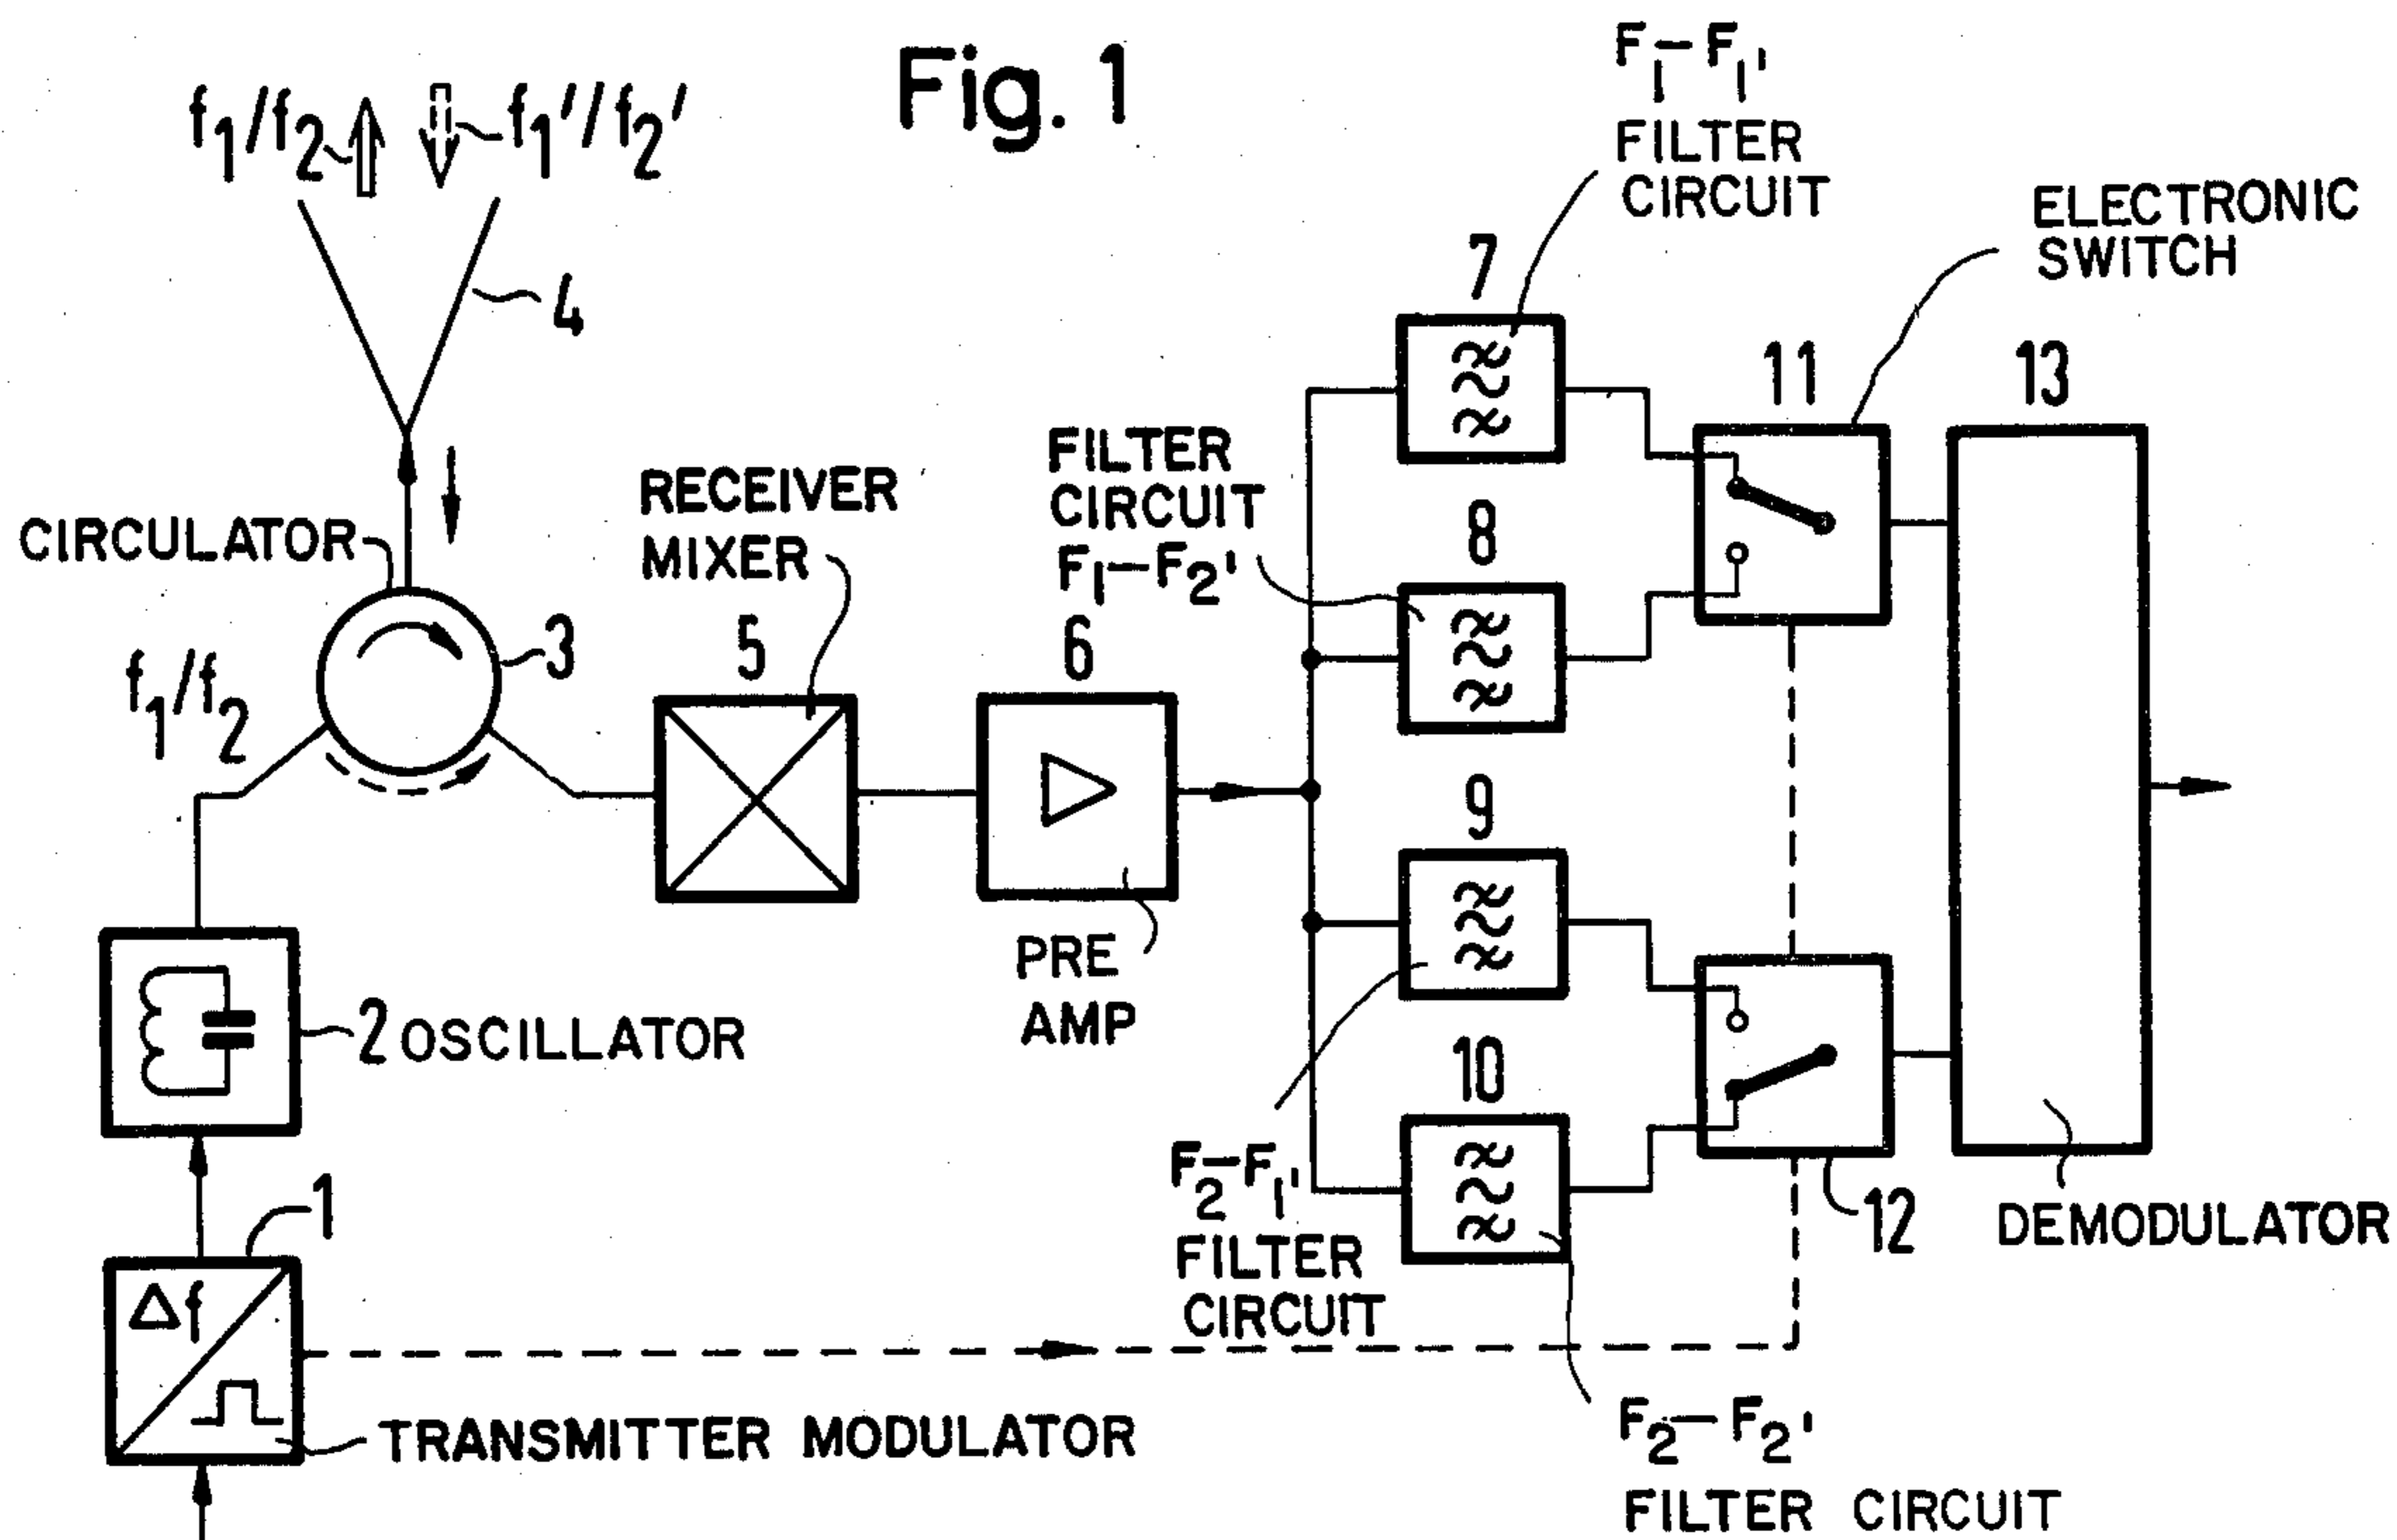 Fig. 1
f1/f2
f1'/f2'
4
CIRCULATOR
3
f1/f2
RECEIVER
MIXER
5
6
PRE
AMP
2 OSCILLATOR
1
Δf
TRANSMITTER MODULATOR
F1–F1'
FILTER
CIRCUIT
7
FILTER
CIRCUIT
F1–F2'
8
9
F2–F1'
FILTER
CIRCUIT
10
F2–F2'
FILTER CIRCUIT
ELECTRONIC
SWITCH
11
12
13
DEMODULATOR